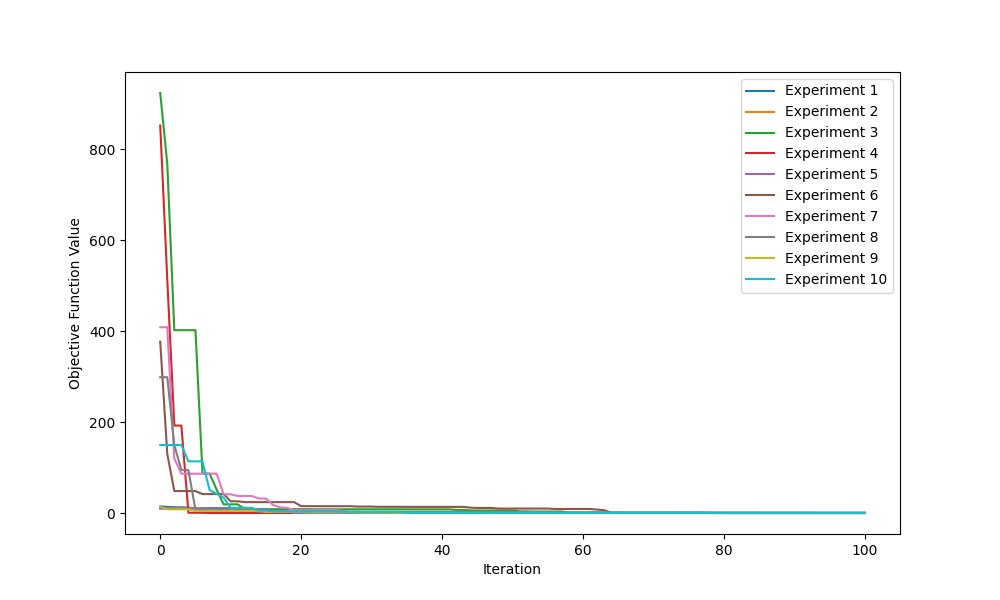 Experiment 1
Experiment 2
Experiment 3
Experiment 4
Experiment 5
Experiment 6
Experiment 7
Experiment 8
Experiment 9
Experiment 10
Objective Function Value
800
600
400
200
0
0 20 40 60 80 100
Iteration